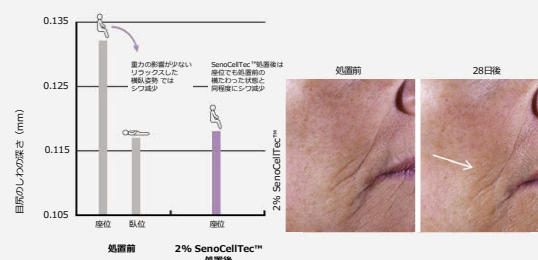 目尻のしわの深さ (mm)
0.135
0.125
0.115
0.105
重力の影響が少ない
リラックスした
横臥姿勢 では
シワ減少
SenoCellTec™処置後は
座位でも処置前の
横たわった状態と
同程度にシワ減少
座位
臥位
座位
処置前
2% SenoCellTec™
処置後
処置前
28日後
2% SenoCellTec™